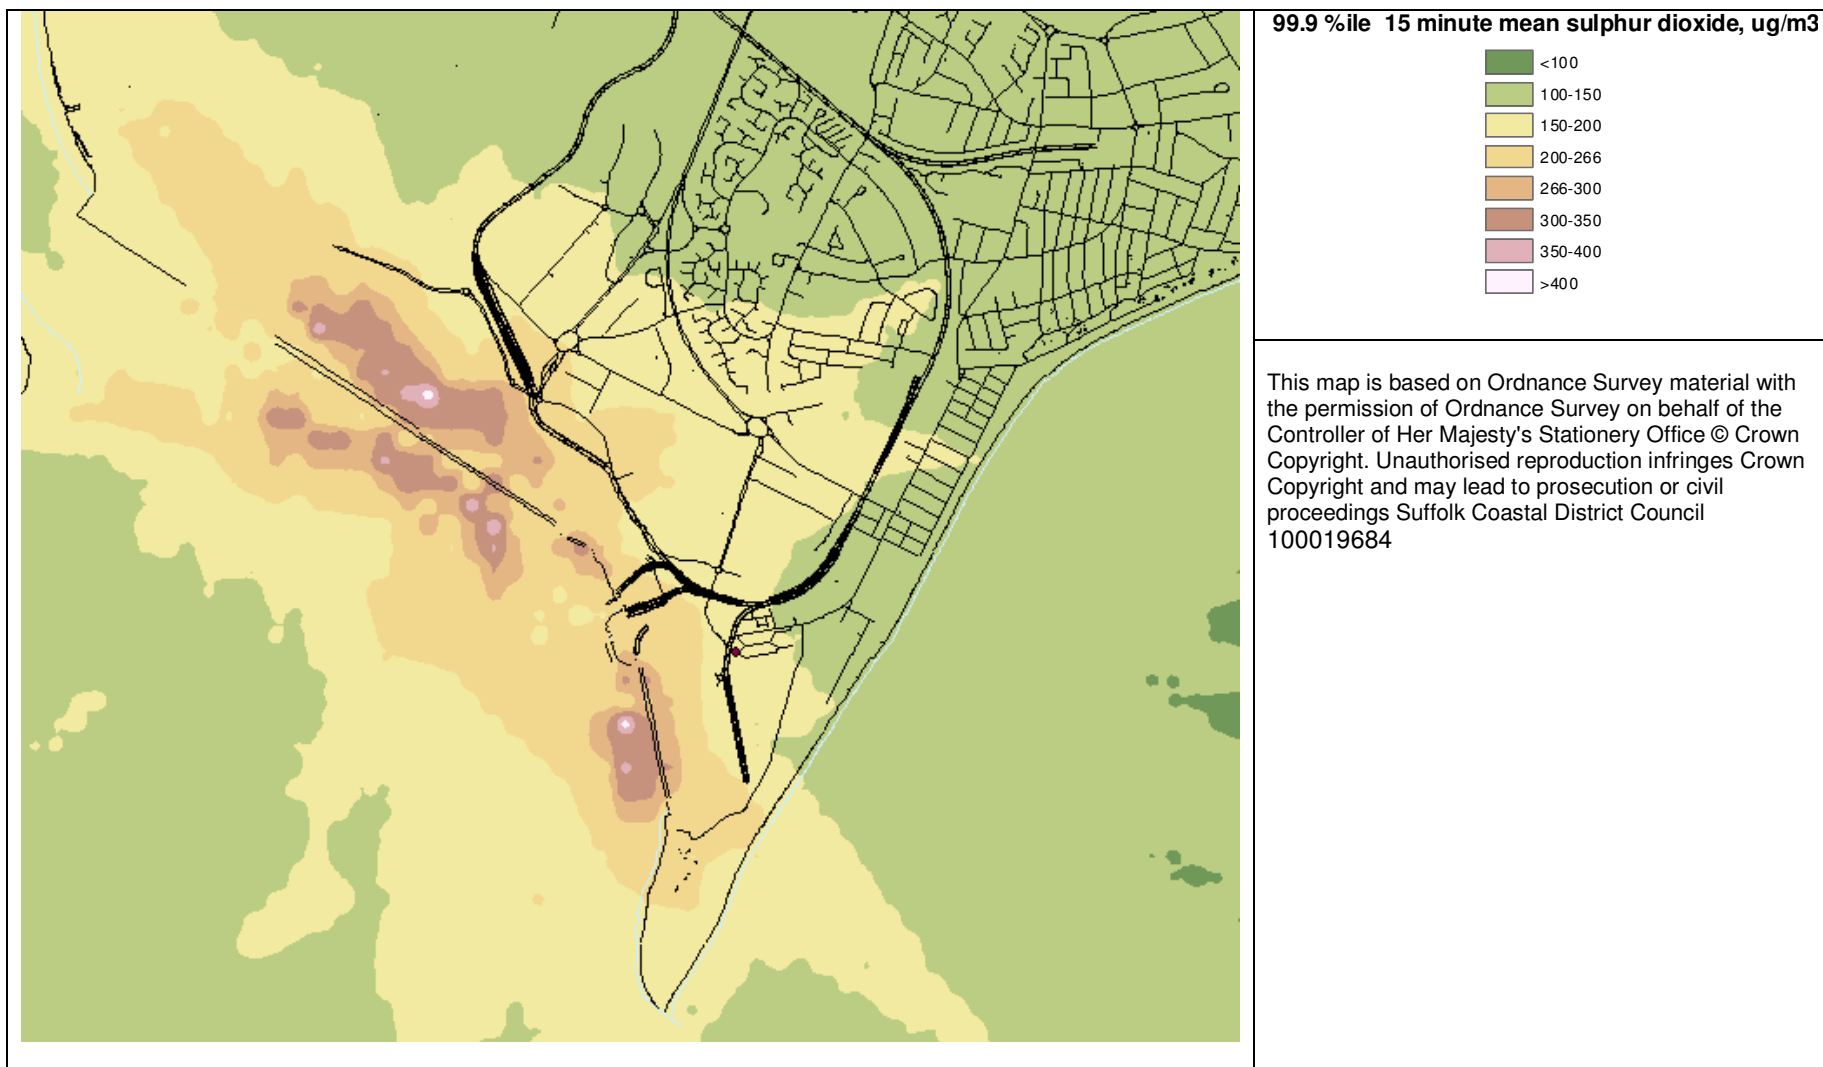 99.9 %ile 15 minute mean sulphur dioxide, ug/m3
<100
100-150
150-200
200-266
266-300
300-350
350-400
>400
This map is based on Ordnance Survey material with
the permission of Ordnance Survey on behalf of the
Controller of Her Majesty's Stationery Office © Crown
Copyright. Unauthorised reproduction infringes Crown
Copyright and may lead to prosecution or civil
proceedings Suffolk Coastal District Council
100019684